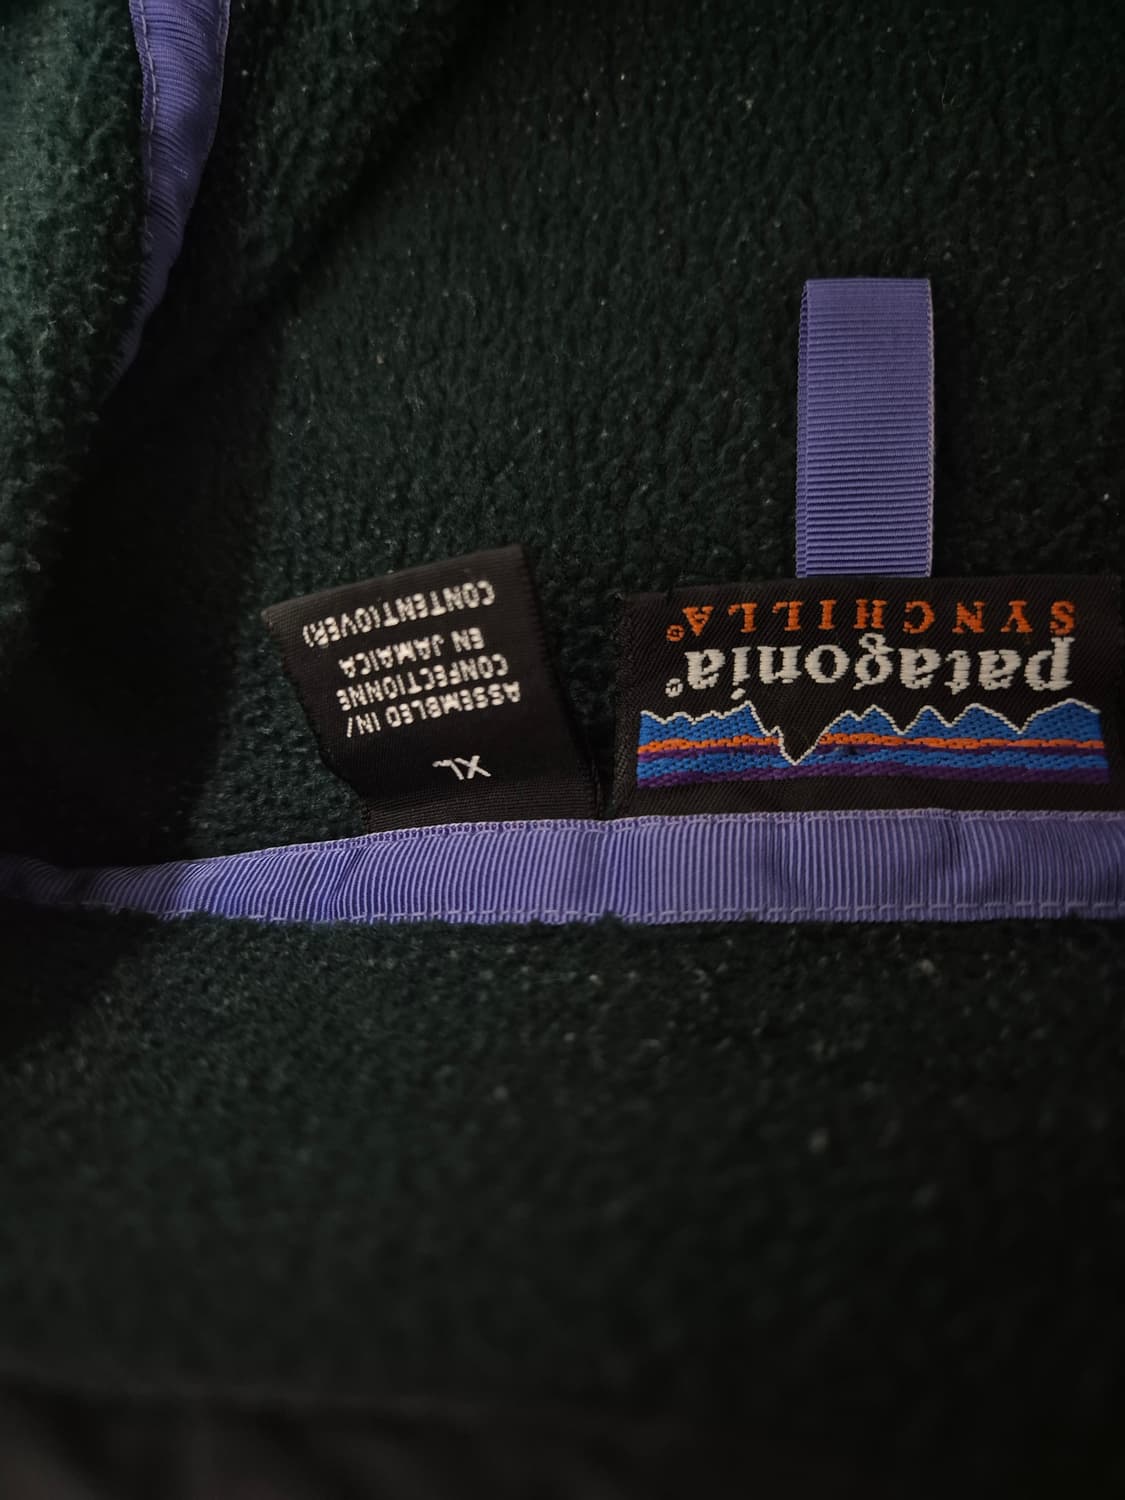 patagonia®
SYNCHILLA®
XL
ASSEMBLED IN/
CONFECTIONNE
EN JAMAICA
CONTENT(OVER)